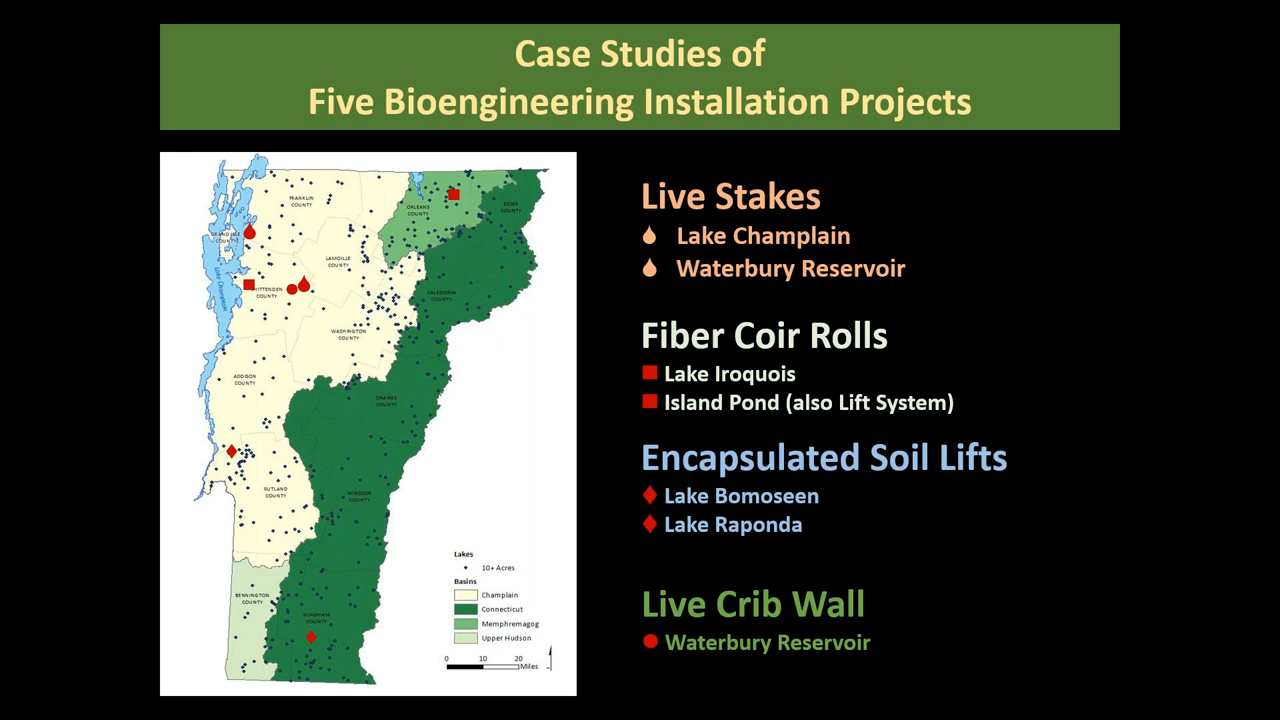 Case Studies of
Five Bioengineering Installation Projects
FRANKLIN
COUNTY
ORLEANS
COUNTY
ESSEX
COUNTY
GRAND ISLE
COUNTY
LAMOILLE
COUNTY
Lake Champlain
CHITTENDEN
COUNTY
CALEDONIA
COUNTY
WASHINGTON
COUNTY
ADDISON
COUNTY
ORANGE
COUNTY
RUTLAND
COUNTY
WINDSOR
COUNTY
BENNINGTON
COUNTY
WINDHAM
COUNTY
Lakes
10+ Acres
Basins
Champlain
Connecticut
Memphremagog
Upper Hudson
0 10 20
Miles
Live Stakes
Lake Champlain
Waterbury Reservoir
Fiber Coir Rolls
Lake Iroquois
Island Pond (also Lift System)
Encapsulated Soil Lifts
Lake Bomoseen
Lake Raponda
Live Crib Wall
Waterbury Reservoir